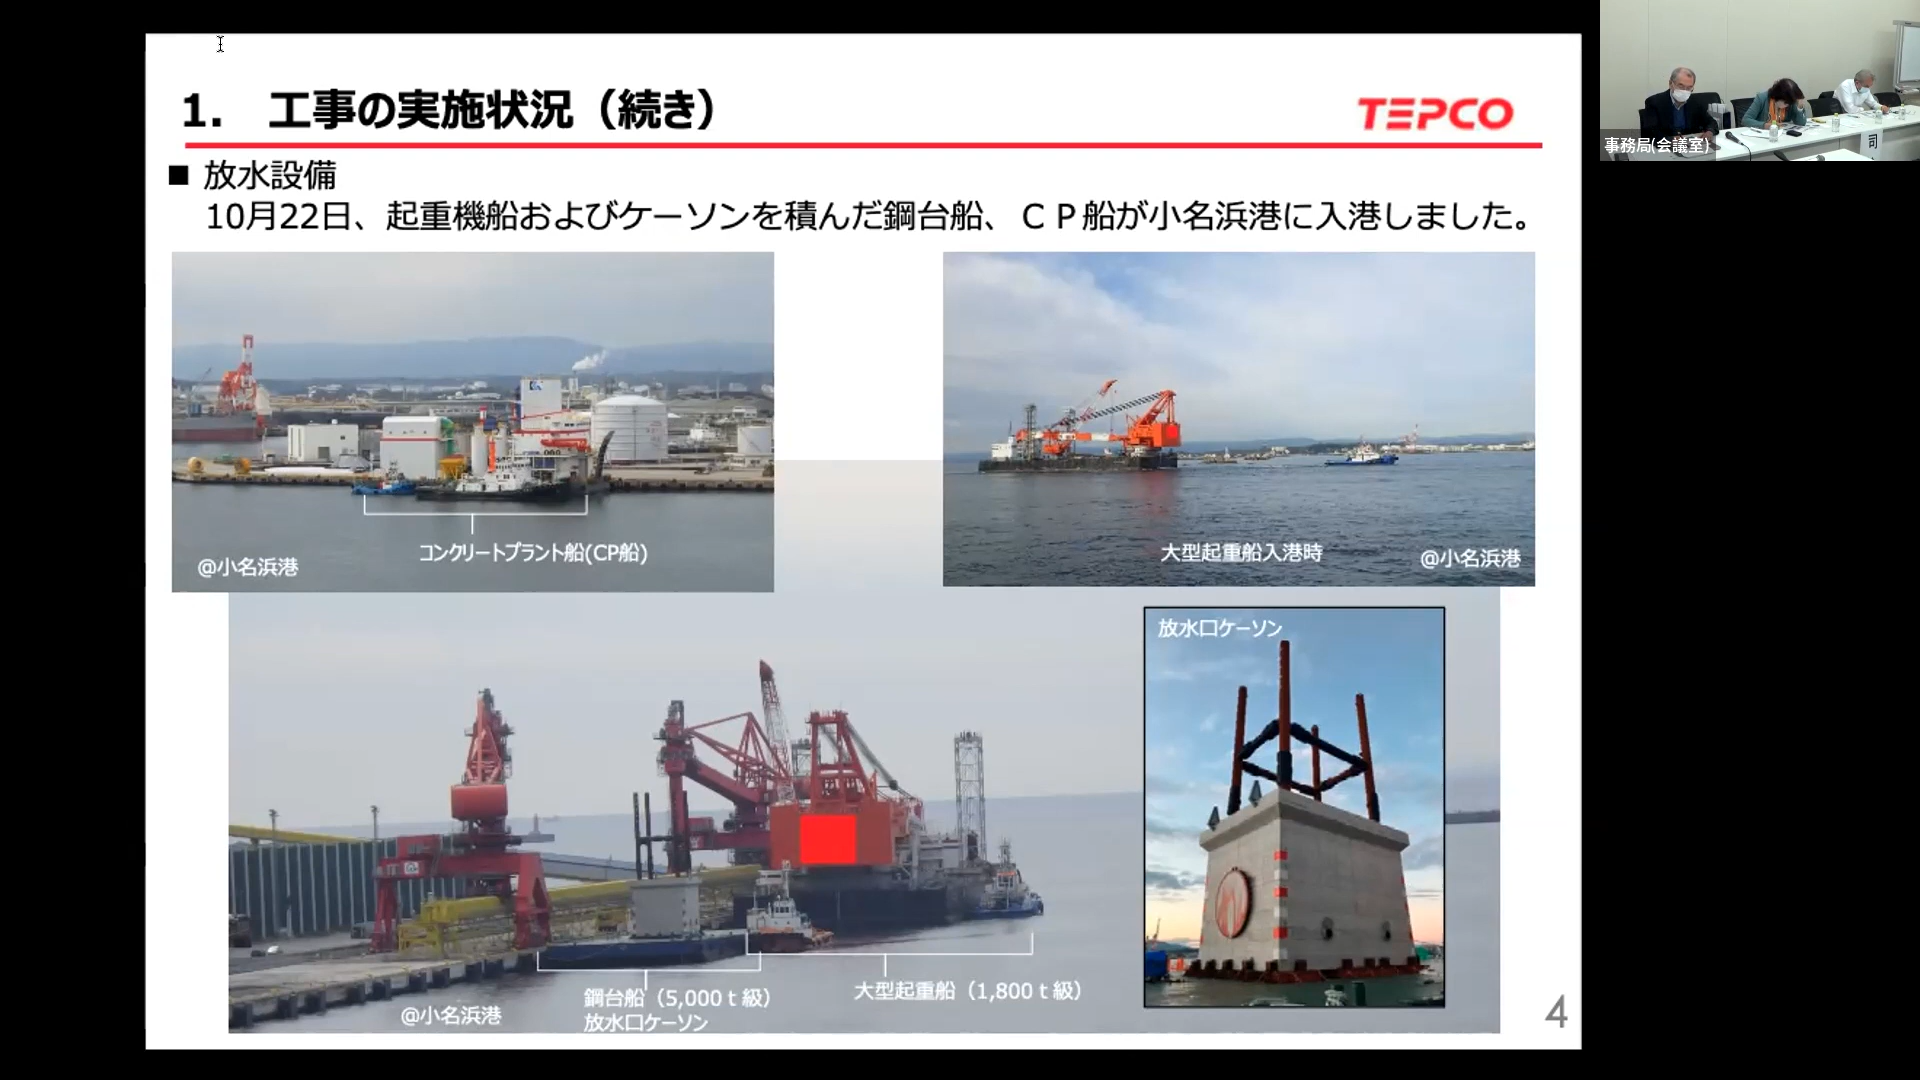 1. 工事の実施状況（続き）
TEPCO
■ 放水設備
10月22日、起重機船およびケーソンを積んだ鋼台船、ＣＰ船が小名浜港に入港しました。
コンクリートプラント船(CP船)
@小名浜港
大型起重船入港時
@小名浜港
放水口ケーソン
鋼台船（5,000ｔ級）
放水口ケーソン
大型起重船（1,800ｔ級）
@小名浜港
4
事務局(会議室)
司